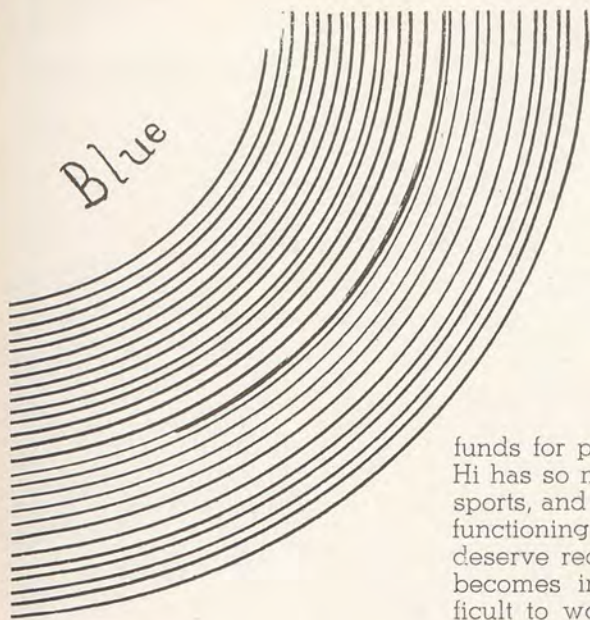 Blue
funds for p
Hi has so
sports, and
functioning
deserve rec
becomes in
ficult to wo